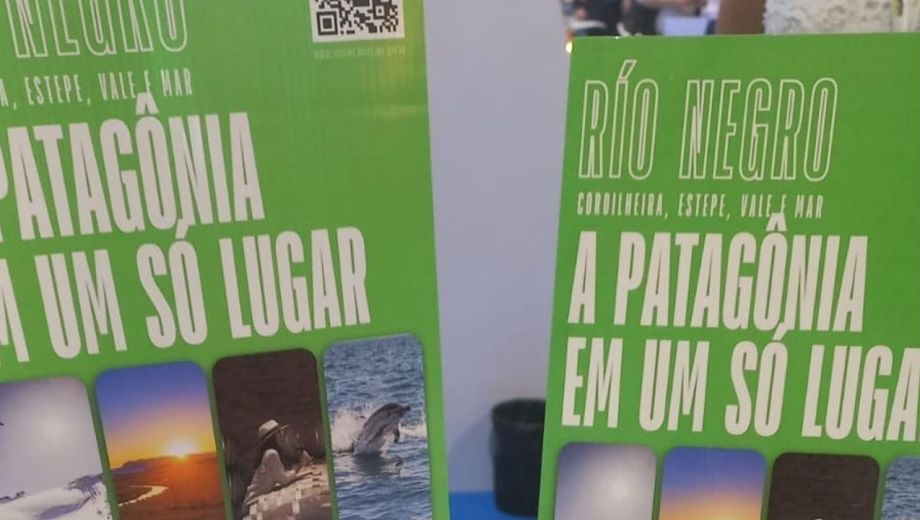 NEGRO
A, ESTEPE, VALE E MAR
PATAGÔNIA
M UM SÓ LUGAR
RÍO NEGRO
CORDILHEIRA, ESTEPE, VALE E MAR
A PATAGÔNIA
EM UM SÓ LUGA